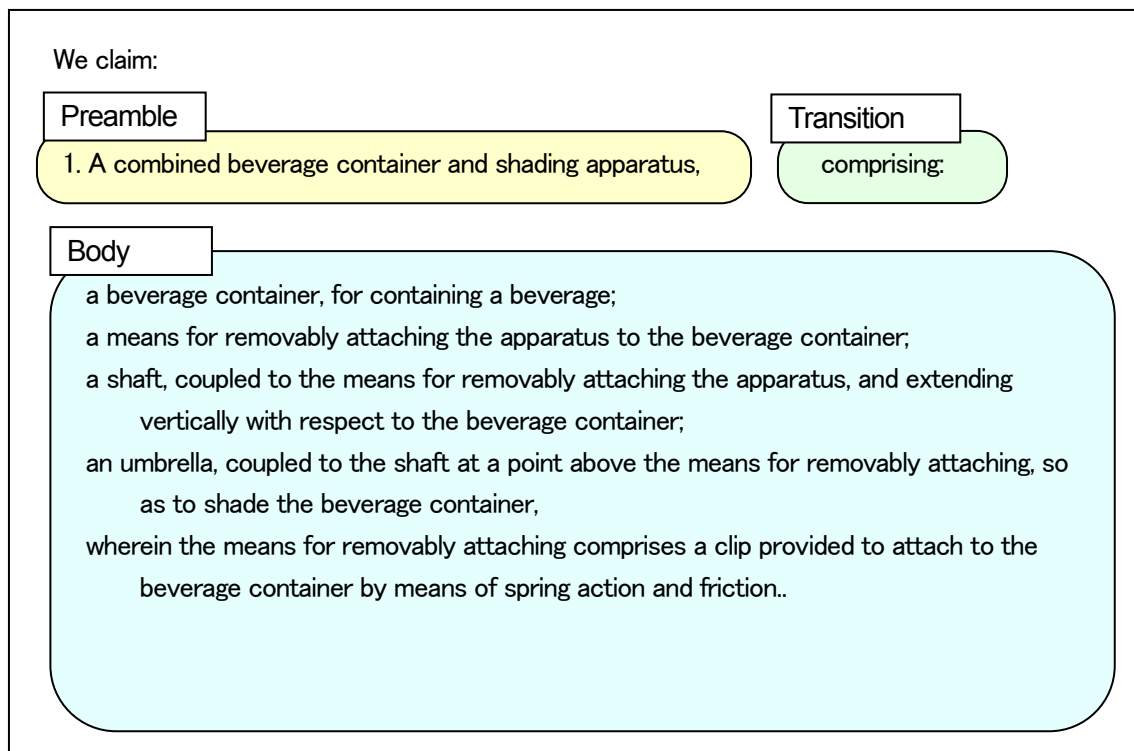 We claim:
Preamble
Transition
1. A combined beverage container and shading apparatus,
comprising:
Body
a beverage container, for containing a beverage;
a means for removably attaching the apparatus to the beverage container;
a shaft, coupled to the means for removably attaching the apparatus, and extending
vertically with respect to the beverage container;
an umbrella, coupled to the shaft at a point above the means for removably attaching, so
as to shade the beverage container,
wherein the means for removably attaching comprises a clip provided to attach to the
beverage container by means of spring action and friction..